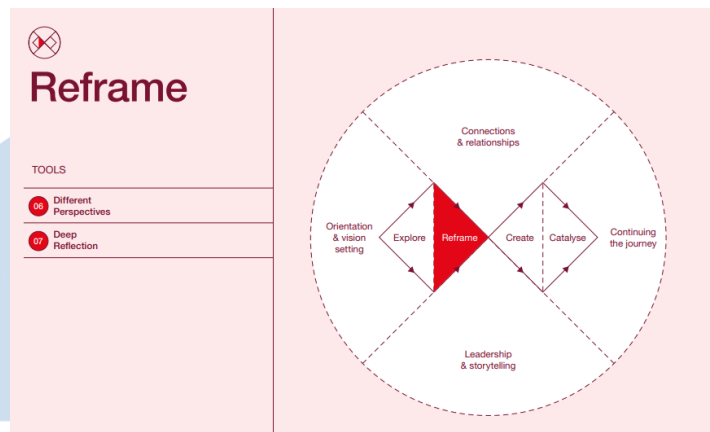 Reframe
TOOLS
06 Different
Perspectives
07 Deep
Reflection
Connections
& relationships
Orientation
& vision
setting
Explore
Reframe
Create
Catalyse
Continuing
the journey
Leadership
& storytelling